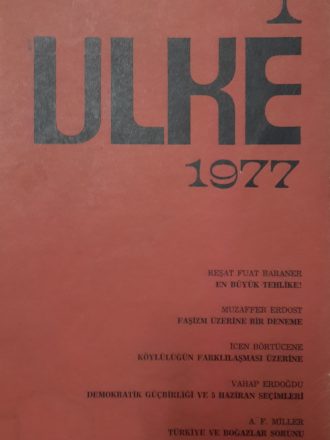 1
ÜLKE
1977
REŞAT FUAT BARANER
EN BÜYÜK TEHLİKE!
MUZAFFER ERDOST
FAŞİZM ÜZERİNE BİR DENEME
İCEN BÖRTÜCENE
KÖYLÜLÜĞÜN FARKLILAŞMASI ÜZERİNE
VAHAP ERDOĞDU
DEMOKRATİK GÜÇBİRLİĞİ VE 5 HAZİRAN SEÇİMLERİ
A. F. MİLLER
TÜRKİYE VE BOĞAZLAR SORUNU